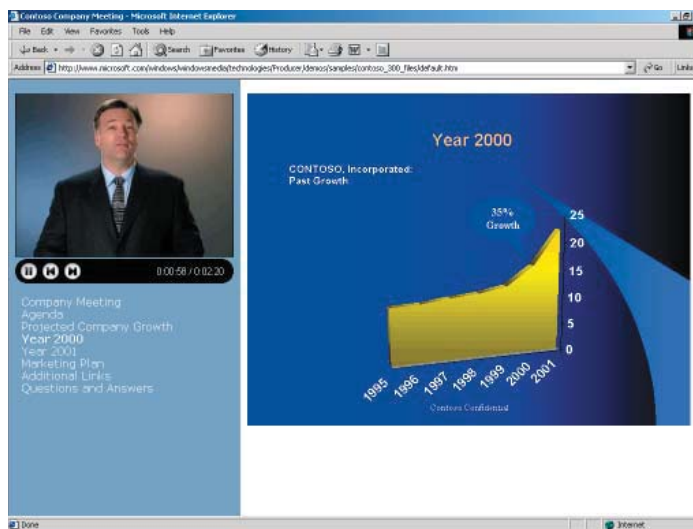 Contoso Company Meeting - Microsoft Internet Explorer
File Edit View Favorites Tools Help
Back Search Favorites History
Address http://www.microsoft.com/windows/windowsmedia/technologies/Producer/demos/samples/contoso_300_files/default.htm Go Links
Year 2000
CONTOSO, Incorporated:
Past Growth
35%
Growth
25
20
15
10
5
0
1995 1996 1997 1998 1999 2000 2001
Contoso Confidential
0:00:58 / 0:02:20
Company Meeting
Agenda
Projected Company Growth
Year 2000
Year 2001
Marketing Plan
Additional Links
Questions and Answers
Done Internet